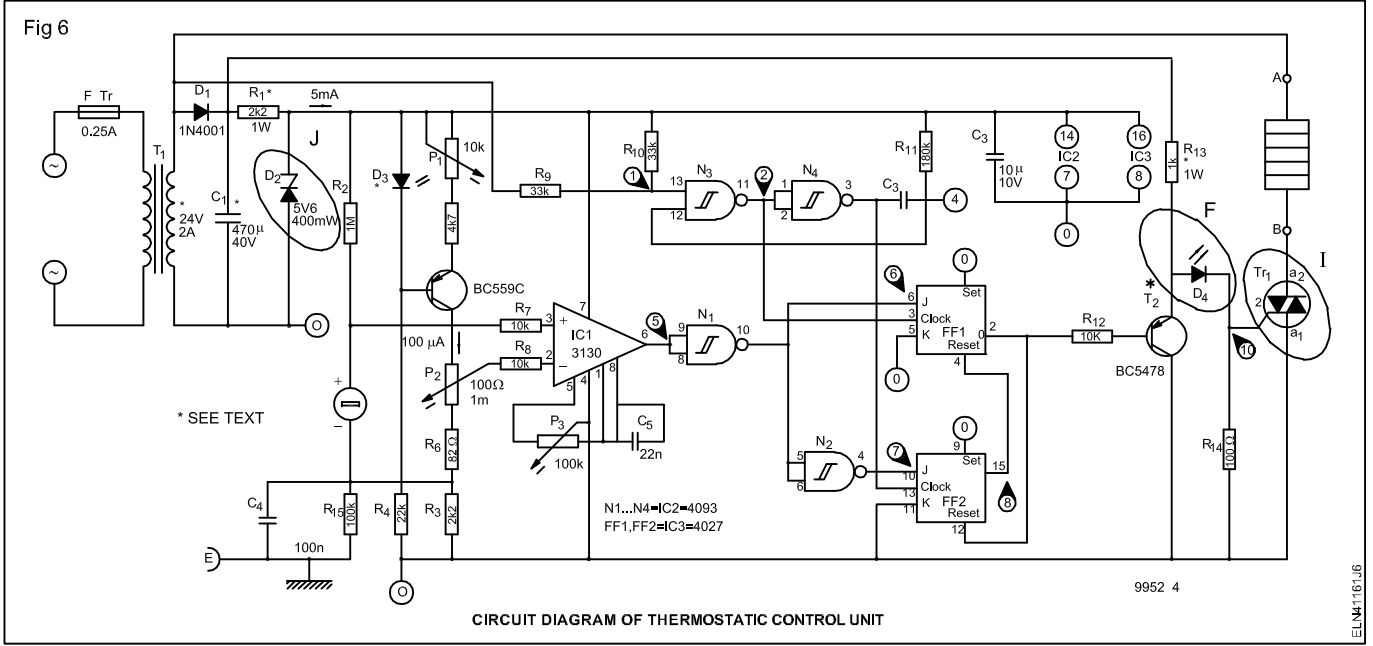 Fig 6
F Tr
0.25A
T1
24V
2A
*
D1
1N4001
R1*
2k2
1W
5mA
J
D2
5V6
400mW
C1
*
470µ
40V
R2
1M
D3
*
P1
10k
4k7
BC559C
R9
33k
R10
33k
1
N3
13
12
11
2
N4
1
2
3
C3
4
R11
180k
C3
10µ
10V
14
IC2
7
0
16
IC3
8
R13
*
1k
1W
A
B
F
D4
I
Tr1
a2
2
a1
10
*
T2
BC5478
R12
10K
R14
100Ω
O
R7
10k
R8
10k
3
+
2
−
7
IC1
3130
6
5
4
1
8
5
N1
9
8
10
100 µA
P2
100Ω
1m
P3
100k
C5
22n
+
−
* SEE TEXT
R6
82 Ω
C4
100n
R15
100k
R4
22k
R3
2k2
E
O
N2
5
6
4
6
0
6
J
Set
3
Clock
5
K
FF1
2
0
Reset
4
0
7
0
9
J
Set
10
15
Clock
13
K
FF2
11
Reset
12
8
N1...N4=IC2=4093
FF1,FF2=IC3=4027
9952 4
CIRCUIT DIAGRAM OF THERMOSTATIC CONTROL UNIT
ELN41161J6